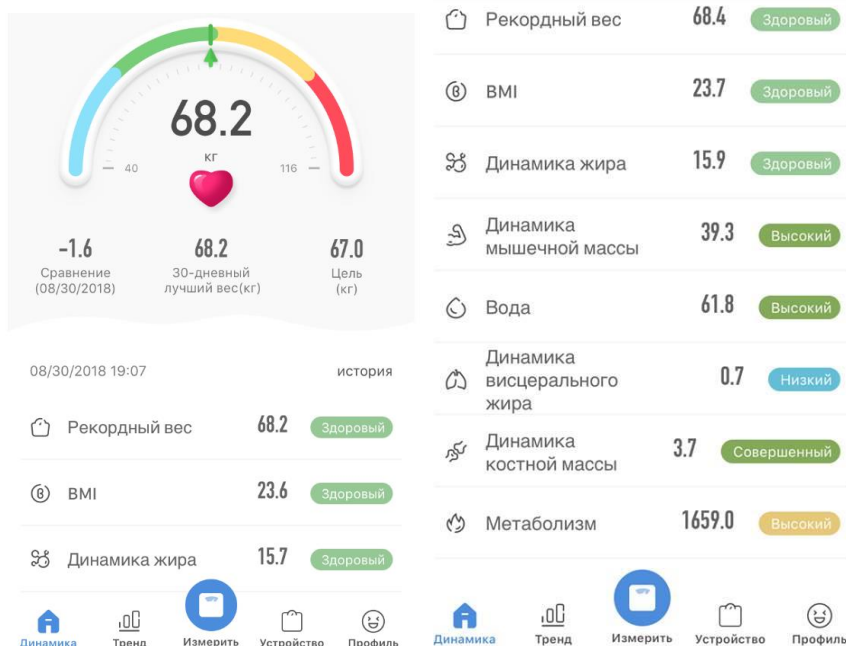 68.2
кг
40
116
-1.6
68.2
67.0
Сравнение
(08/30/2018)
30-дневный
лучший вес(кг)
Цель
(кг)
08/30/2018 19:07
история
Рекордный вес 68.2 Здоровый
BMI 23.6 Здоровый
Динамика жира 15.7 Здоровый
Динамика Тренд Измерить Устройство Профиль
Рекордный вес 68.4 Здоровый
BMI 23.7 Здоровый
Динамика жира 15.9 Здоровый
Динамика
мышечной массы 39.3 Высокий
Вода 61.8 Высокий
Динамика
висцерального 0.7 Низкий
жира
Динамика
костной массы 3.7 Совершенный
Метаболизм 1659.0 Высокий
Динамика Тренд Измерить Устройство Профиль